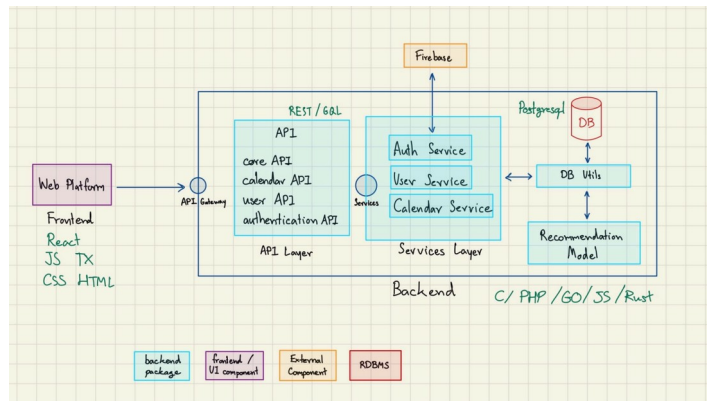 Firebase
REST/GQL
API
core API
calendar API
user API
authentication API
API Layer
Auth Service
User Service
Calendar Service
Services Layer
Postgresql
DB
DB Utils
Recommendation
Model
Web Platform
Frontend
React
JS TX
CSS HTML
API Gateway
Services
Backend
C/ PHP /GO/JS/Rust
backend
package
frontend /
UI component
External
Component
RDBMS